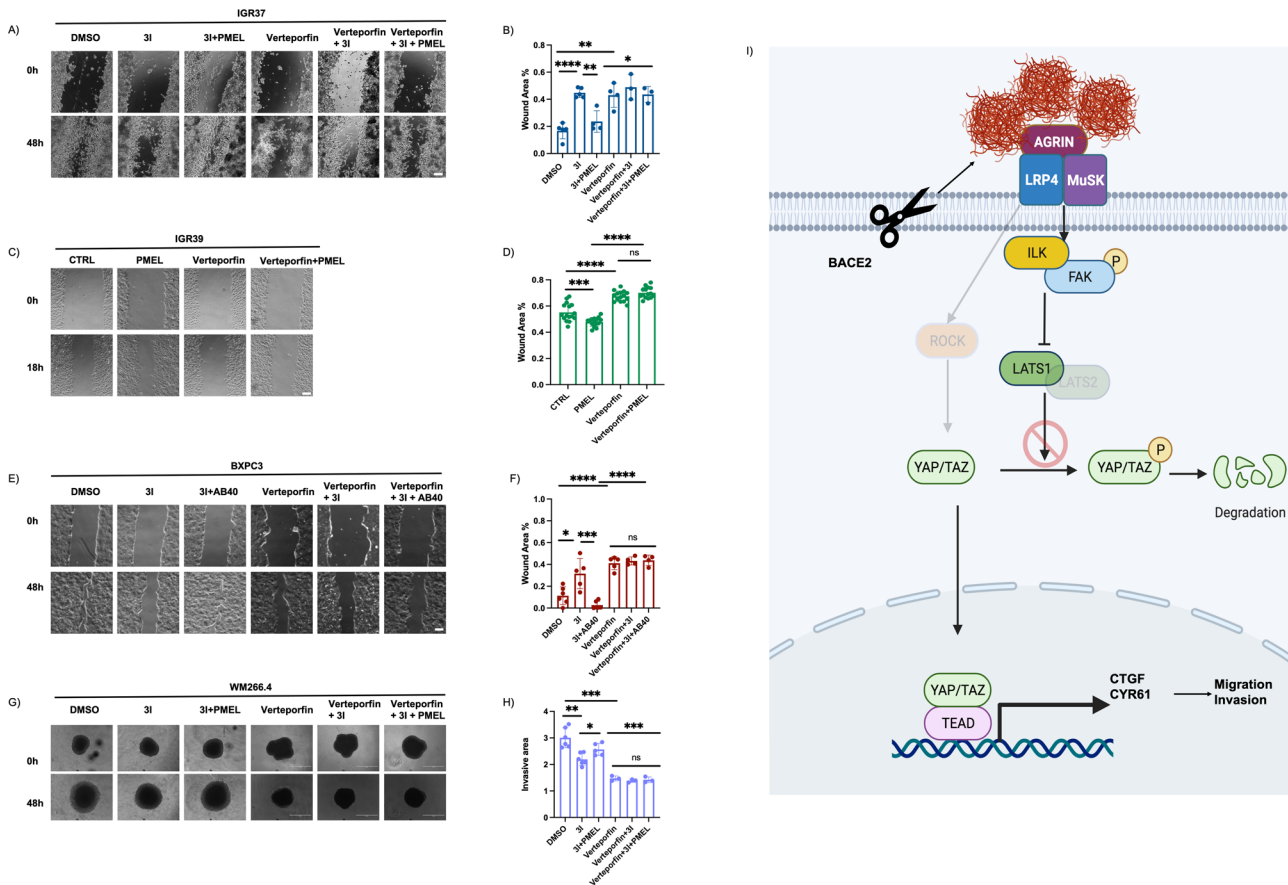 IGR37
A)
DMSO
3I
3I+PMEL
Verteporfin
Verteporfin
+ 3I
Verteporfin
+ 3I + PMEL
0h
48h
B)
Wound Area %
0.8
0.6
0.4
0.2
0.0
**
****
**
*
DMSO
3I
3I+PMEL
Verteporfin
Verteporfin+3I
Verteporfin+3I+PMEL
IGR39
C)
CTRL
PMEL
Verteporfin
Verteporfin+PMEL
0h
18h
D)
Wound Area %
0.8
0.6
0.4
0.2
0.0
****
****
ns
***
CTRL
PMEL
Verteporfin
Verteporfin+PMEL
BXPC3
E)
DMSO
3I
3I+AB40
Verteporfin
Verteporfin
+ 3I
Verteporfin
+ 3I + AB40
0h
48h
F)
Wound Area %
1.0
0.8
0.6
0.4
0.2
0.0
****
****
*
***
ns
DMSO
3I
3I+AB40
Verteporfin
Verteporfin+3I
Verteporfin+3I+AB40
WM266.4
G)
DMSO
3I
3I+PMEL
Verteporfin
Verteporfin
+ 3I
Verteporfin
+ 3I + PMEL
0h
48h
H)
Invasive area
4
3
2
1
0
***
**
*
***
ns
DMSO
3I
3I+PMEL
Verteporfin
Verteporfin+3I
Verteporfin+3I+PMEL
I)
AGRIN
LRP4
MuSK
BACE2
ILK
FAK
P
ROCK
LATS1
LATS2
YAP/TAZ
YAP/TAZ
P
Degradation
YAP/TAZ
TEAD
CTGF
CYR61
Migration
Invasion